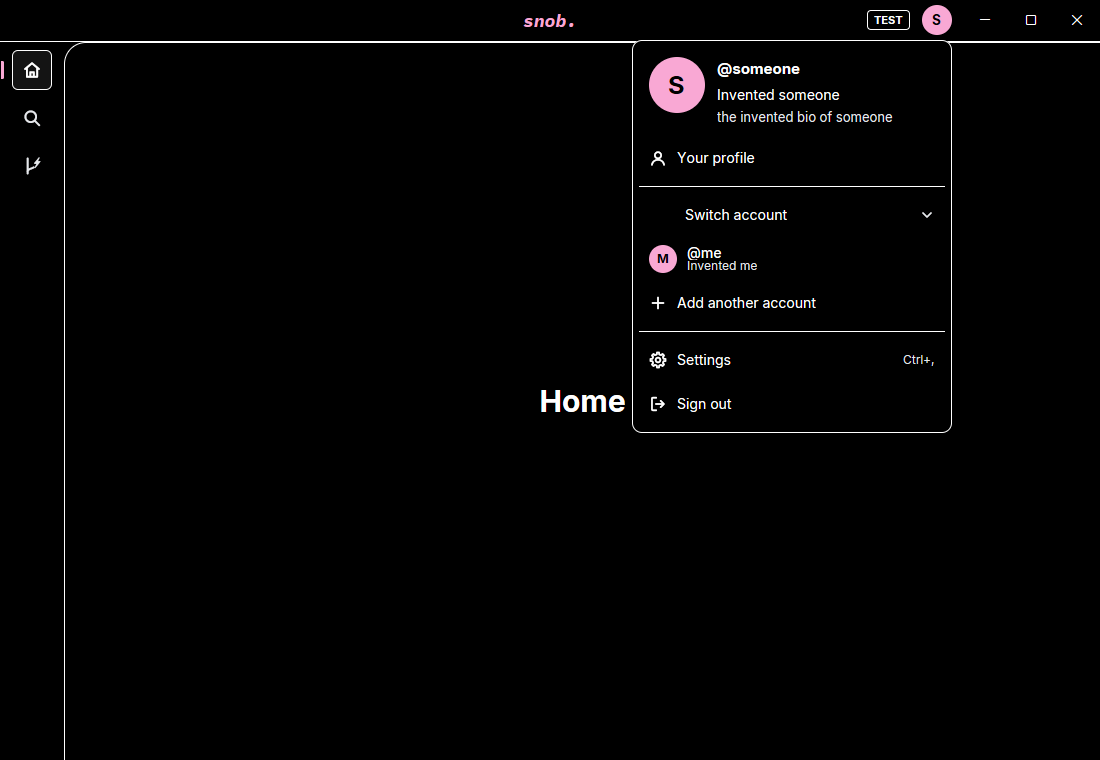 snob.
TEST
S
S
@someone
Invented someone
the invented bio of someone
Your profile
Switch account
M
@me
Invented me
Add another account
Settings
Ctrl+,
Sign out
Home